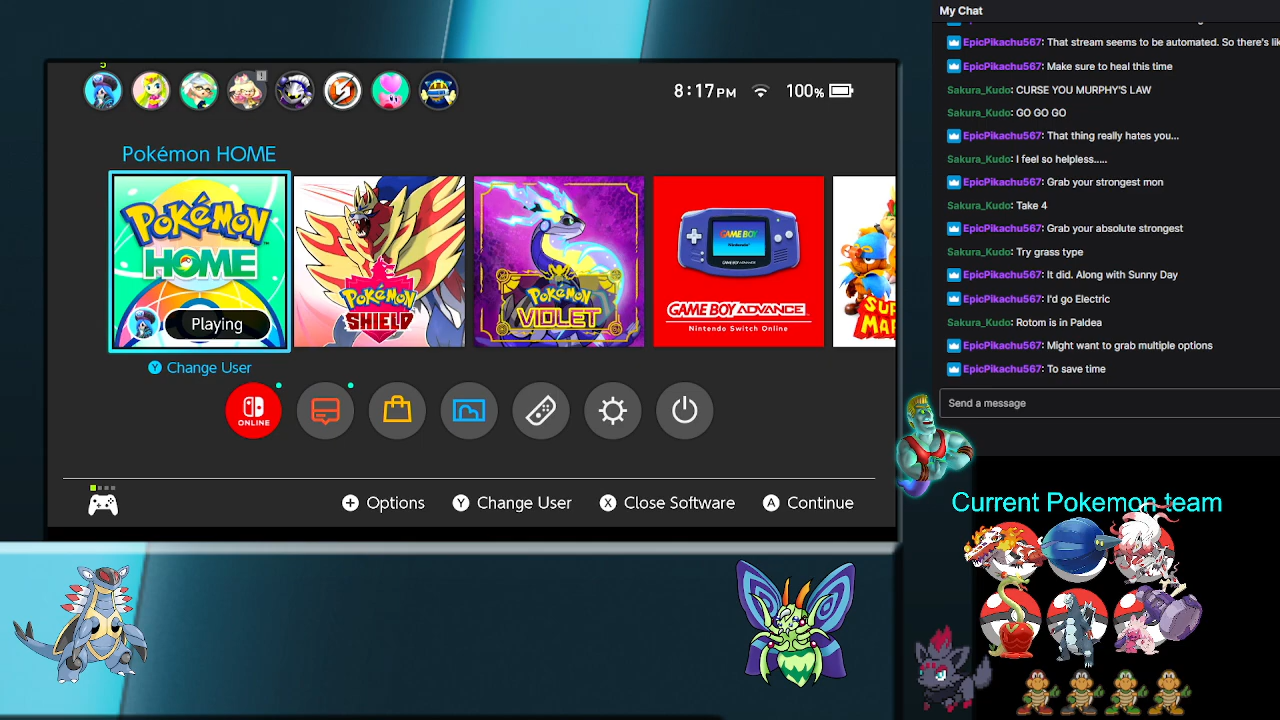 My Chat
EpicPikachu567: That stream seems to be automated. So there's lik
EpicPikachu567: Make sure to heal this time
Sakura_Kudo: CURSE YOU MURPHY'S LAW
Sakura_Kudo: GO GO GO
EpicPikachu567: That thing really hates you...
Sakura_Kudo: I feel so helpless.....
EpicPikachu567: Grab your strongest mon
Sakura_Kudo: Take 4
EpicPikachu567: Grab your absolute strongest
Sakura_Kudo: Try grass type
EpicPikachu567: It did. Along with Sunny Day
EpicPikachu567: I'd go Electric
Sakura_Kudo: Rotom is in Paldea
EpicPikachu567: Might want to grab multiple options
EpicPikachu567: To save time
Send a message
8:17PM 100%
Pokémon HOME
POKÉMON
HOME
Playing
POKÉMON
SHIELD
POKÉMON
VIOLET
GAME BOY
Nintendo
GAME BOY ADVANCE
Nintendo Switch Online
SUP
MAR
Y Change User
ONLINE
+ Options Y Change User X Close Software A Continue
Current Pokemon team